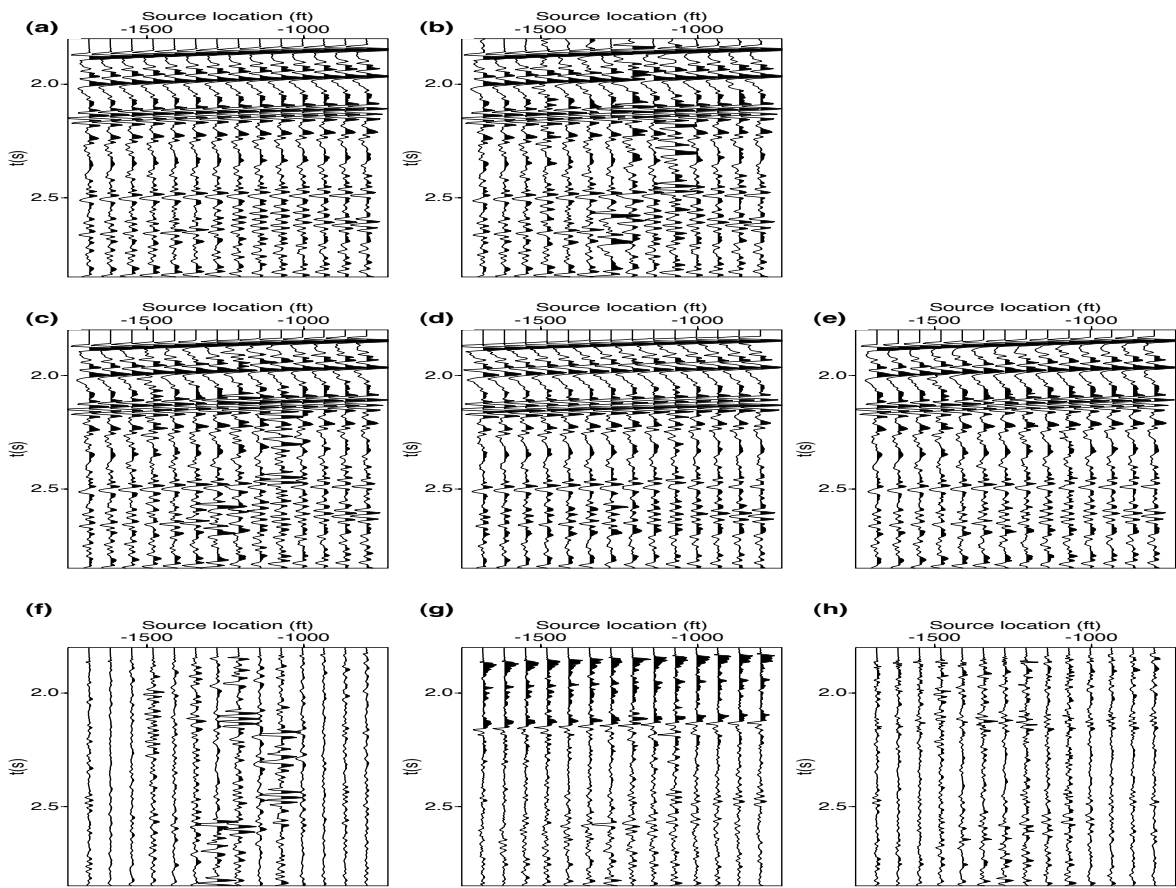 (a) Source location (ft) (b) Source location (ft)
-1500 -1000 -1500 -1000
2.0 2.0
t(s) t(s)
2.5 2.5
(c) Source location (ft) (d) Source location (ft) (e) Source location (ft)
-1500 -1000 -1500 -1000 -1500 -1000
2.0 2.0 2.0
t(s) t(s) t(s)
2.5 2.5 2.5
(f) Source location (ft) (g) Source location (ft) (h) Source location (ft)
-1500 -1000 -1500 -1000 -1500 -1000
2.0 2.0 2.0
t(s) t(s) t(s)
2.5 2.5 2.5